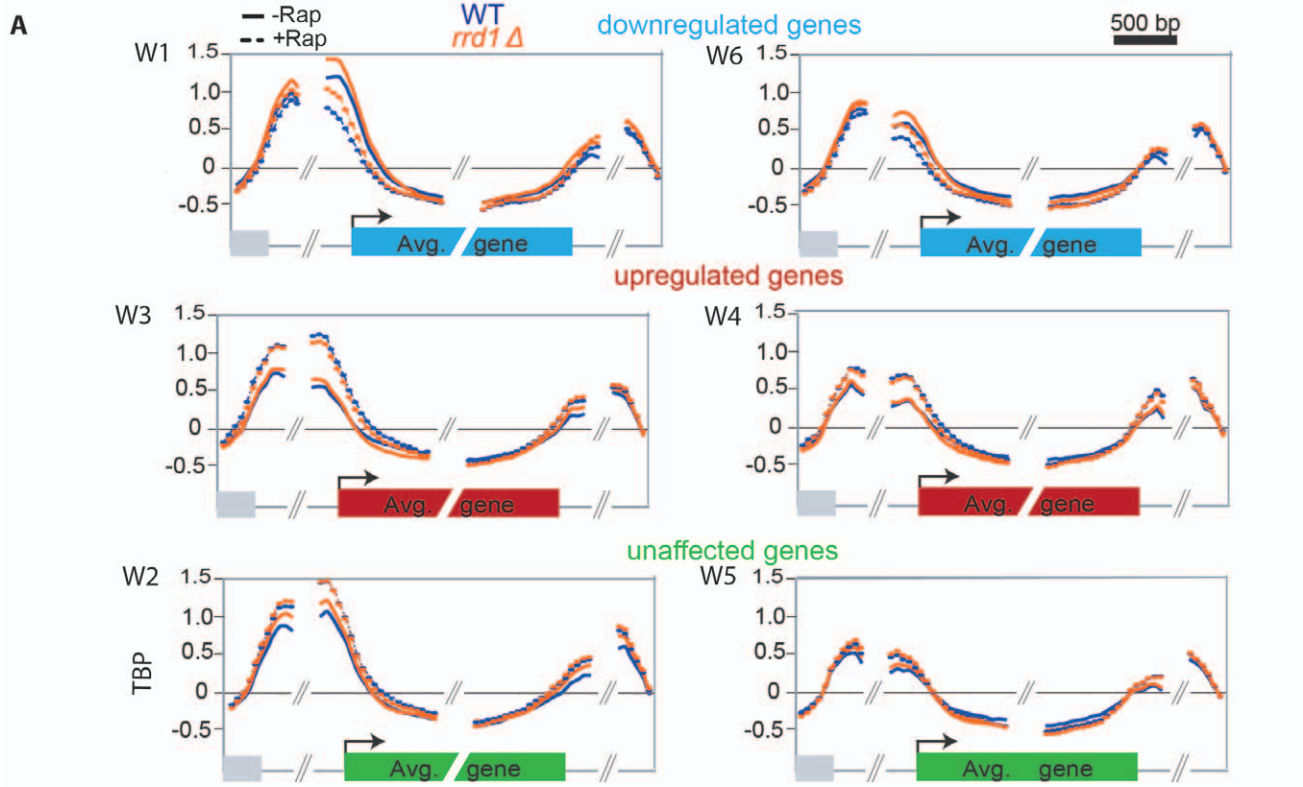 A
-Rap
+Rap
WT
rrd1 Δ
downregulated genes
500 bp
W1
1.5
1.0
0.5
0
-0.5
Avg. gene
W6
1.5
1.0
0.5
0
-0.5
Avg. gene
upregulated genes
W3
1.5
1.0
0.5
0
-0.5
Avg. gene
W4
1.5
1.0
0.5
0
-0.5
Avg. gene
unaffected genes
W2
TBP
1.5
1.0
0.5
0
-0.5
Avg. gene
W5
1.5
1.0
0.5
0
-0.5
Avg. gene